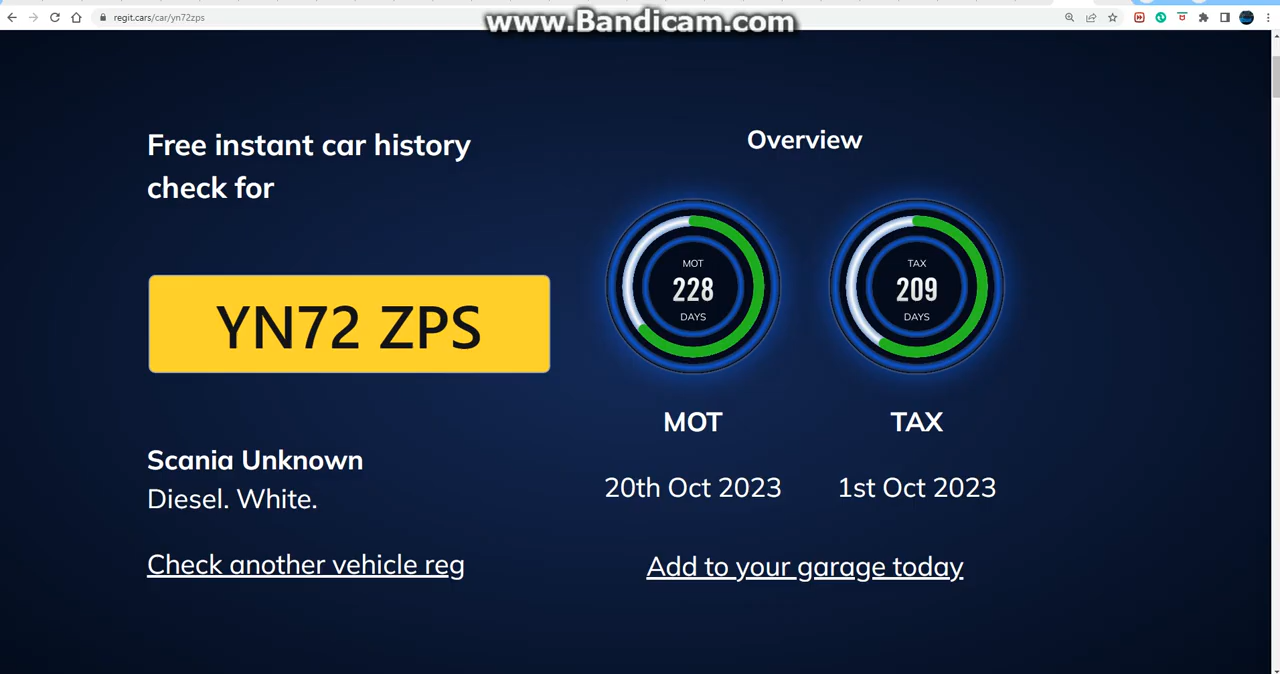 www.Bandicam.com
regit.cars/car/yn72zps
Free instant car history
check for
YN72 ZPS
Scania Unknown
Diesel. White.
Check another vehicle reg
Overview
MOT
228
DAYS
TAX
209
DAYS
MOT
TAX
20th Oct 2023
1st Oct 2023
Add to your garage today